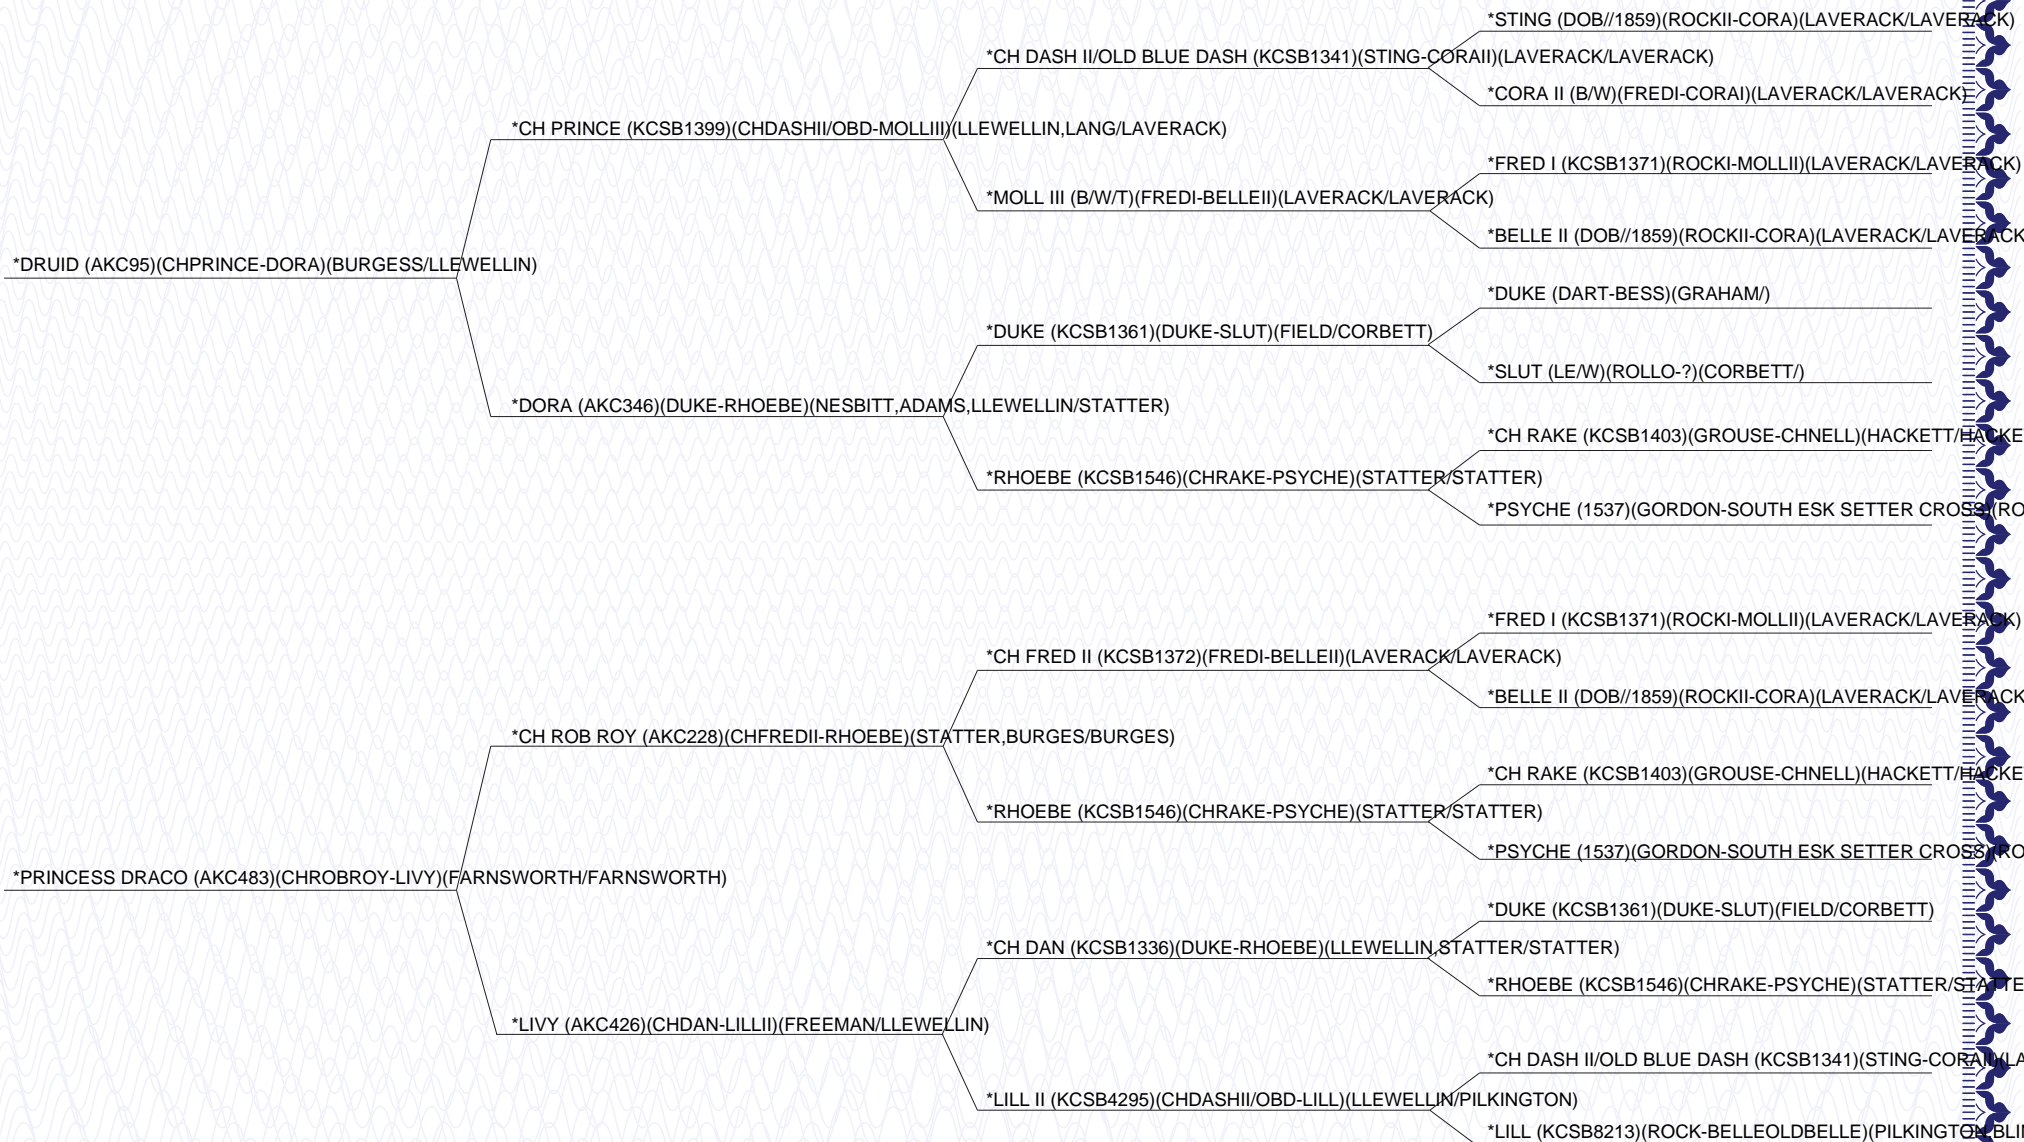 *STING (DOB//1859)(ROCKII-CORA)(LAVERACK/LAVERACK)
*CH DASH II/OLD BLUE DASH (KCSB1341)(STING-CORAII)(LAVERACK/LAVERACK)
*CORA II (B/W)(FREDI-CORAI)(LAVERACK/LAVERACK)
*CH PRINCE (KCSB1399)(CHDASHII/OBD-MOLLIII)(LLEWELLIN,LANG/LAVERACK)
*FRED I (KCSB1371)(ROCKI-MOLLII)(LAVERACK/LAVERACK)
*MOLL III (B/W/T)(FREDI-BELLEII)(LAVERACK/LAVERACK)
*BELLE II (DOB//1859)(ROCKII-CORA)(LAVERACK/LAVERACK
*DRUID (AKC95)(CHPRINCE-DORA)(BURGESS/LLEWELLIN)
*DUKE (DART-BESS)(GRAHAM/)
*DUKE (KCSB1361)(DUKE-SLUT)(FIELD/CORBETT)
*SLUT (LE/W)(ROLLO-?)(CORBETT/)
*DORA (AKC346)(DUKE-RHOEBE)(NESBITT,ADAMS,LLEWELLIN/STATTER)
*CH RAKE (KCSB1403)(GROUSE-CHNELL)(HACKETT/HACKE
*RHOEBE (KCSB1546)(CHRAKE-PSYCHE)(STATTER/STATTER)
*PSYCHE (1537)(GORDON-SOUTH ESK SETTER CROSS)(RO
*FRED I (KCSB1371)(ROCKI-MOLLII)(LAVERACK/LAVERACK)
*CH FRED II (KCSB1372)(FREDI-BELLEII)(LAVERACK/LAVERACK)
*BELLE II (DOB//1859)(ROCKII-CORA)(LAVERACK/LAVERACK
*CH ROB ROY (AKC228)(CHFREDII-RHOEBE)(STATTER,BURGES/BURGES)
*CH RAKE (KCSB1403)(GROUSE-CHNELL)(HACKETT/HACKE
*RHOEBE (KCSB1546)(CHRAKE-PSYCHE)(STATTER/STATTER)
*PSYCHE (1537)(GORDON-SOUTH ESK SETTER CROSS)(RO
*PRINCESS DRACO (AKC483)(CHROBROY-LIVY)(FARNSWORTH/FARNSWORTH)
*DUKE (KCSB1361)(DUKE-SLUT)(FIELD/CORBETT)
*CH DAN (KCSB1336)(DUKE-RHOEBE)(LLEWELLIN,STATTER/STATTER)
*RHOEBE (KCSB1546)(CHRAKE-PSYCHE)(STATTER/STATTE
*LIVY (AKC426)(CHDAN-LILLII)(FREEMAN/LLEWELLIN)
*CH DASH II/OLD BLUE DASH (KCSB1341)(STING-CORAII)(LA
*LILL II (KCSB4295)(CHDASHII/OBD-LILL)(LLEWELLIN/PILKINGTON)
*LILL (KCSB8213)(ROCK-BELLEOLDBELLE)(PILKINGTON,BLIN